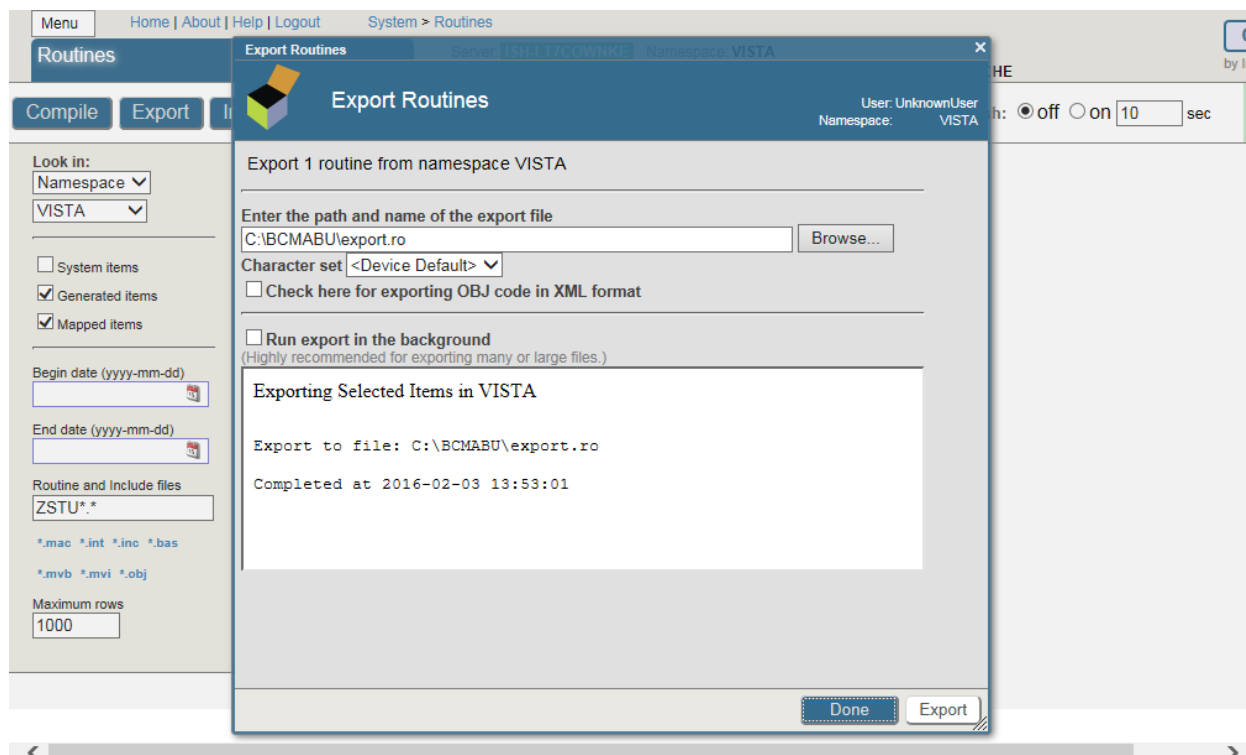 Menu Home | About | Help | Logout System > Routines
Routines
Export Routines Server: ISH-LT7COWNKE Namespace: VISTA ×
HE
by I
Export Routines
User: UnknownUser
Namespace: VISTA
Compile Export I h: off on 10 sec
Export 1 routine from namespace VISTA
Look in:
Namespace
VISTA
System items
Generated items
Mapped items
Begin date (yyyy-mm-dd)
End date (yyyy-mm-dd)
Routine and Include files
ZSTU*.*
*.mac *.int *.inc *.bas
*.mvb *.mvi *.obj
Maximum rows
1000
Enter the path and name of the export file
C:\BCMABU\export.ro Browse...
Character set <Device Default>
Check here for exporting OBJ code in XML format
Run export in the background
(Highly recommended for exporting many or large files.)
Exporting Selected Items in VISTA
Export to file: C:\BCMABU\export.ro
Completed at 2016-02-03 13:53:01
Done Export